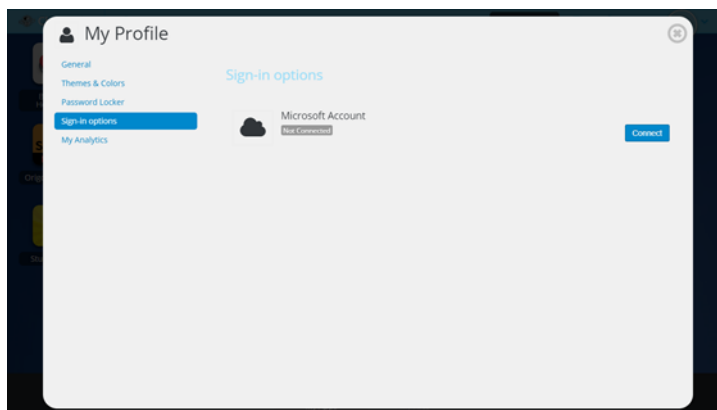 My Profile
General
Themes & Colors
Password Locker
Sign-in options
My Analytics
Sign-in options
Microsoft Account
Not Connected
Connect